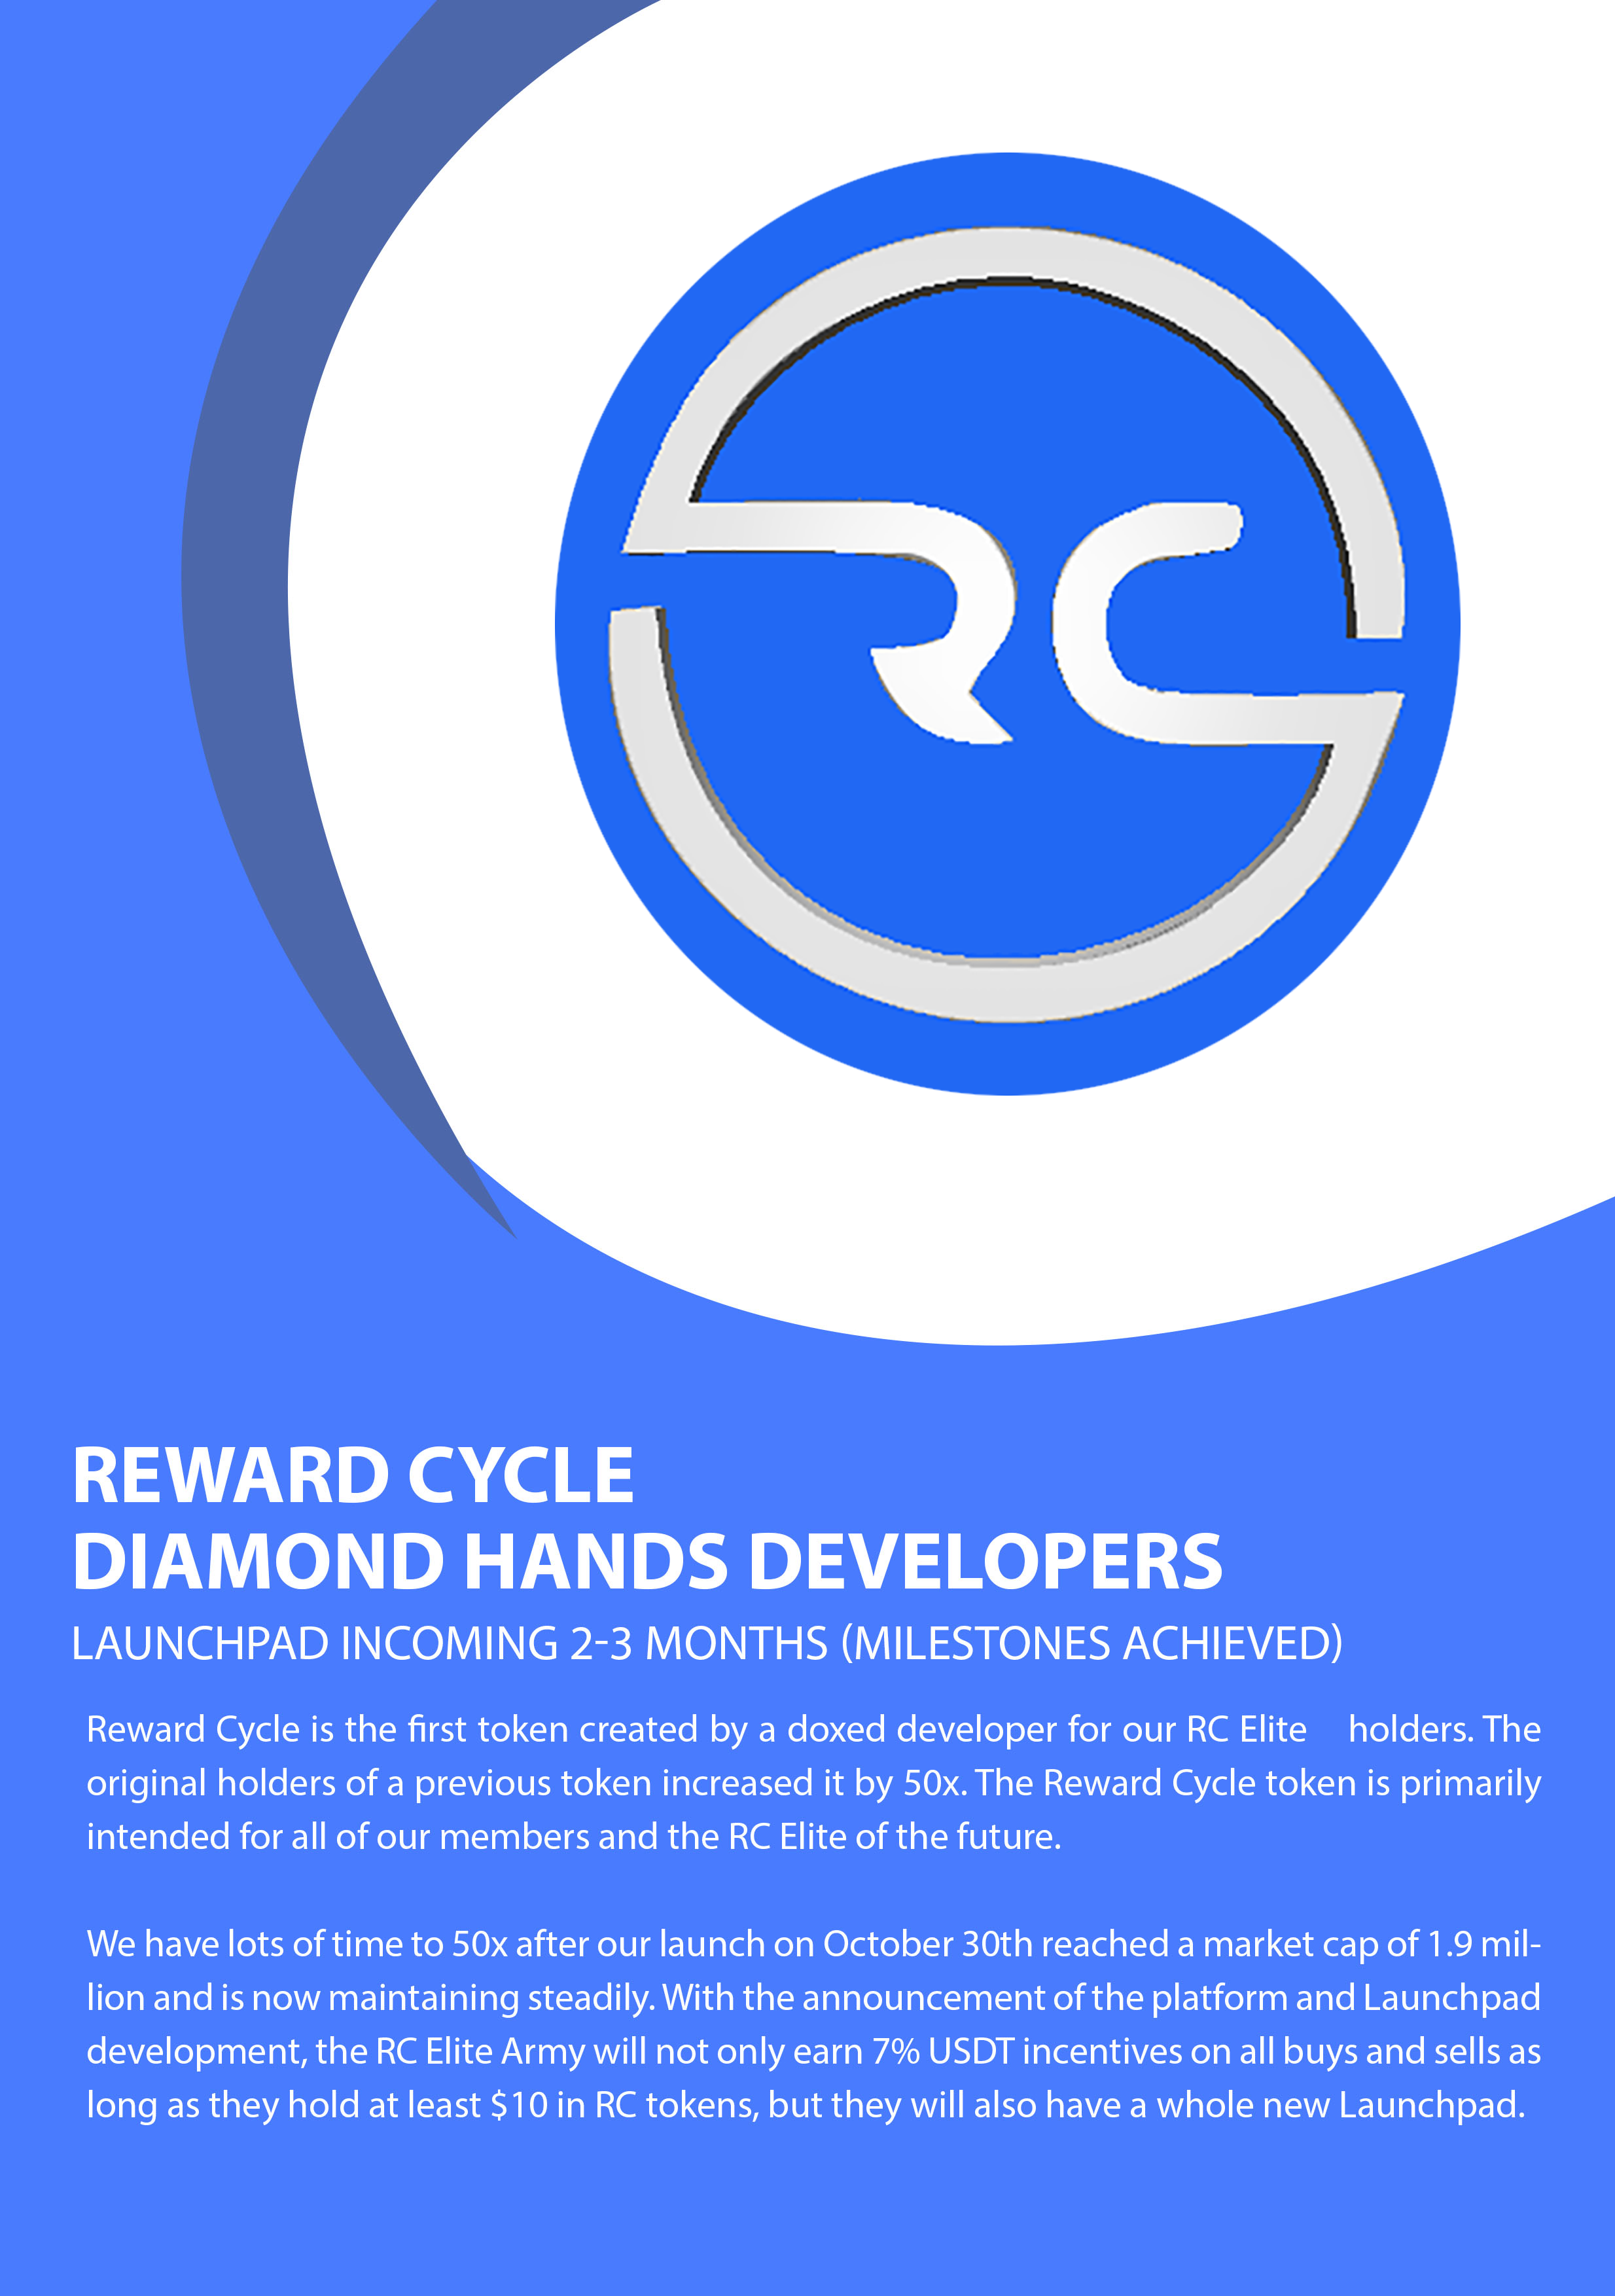 RC
REWARD CYCLE
DIAMOND HANDS DEVELOPERS
LAUNCHPAD INCOMING 2-3 MONTHS (MILESTONES ACHIEVED)
Reward Cycle is the first token created by a doxed developer for our RC Elite holders. The
original holders of a previous token increased it by 50x. The Reward Cycle token is primarily
intended for all of our members and the RC Elite of the future.
We have lots of time to 50x after our launch on October 30th reached a market cap of 1.9 mil-
lion and is now maintaining steadily. With the announcement of the platform and Launchpad
development, the RC Elite Army will not only earn 7% USDT incentives on all buys and sells as
long as they hold at least $10 in RC tokens, but they will also have a whole new Launchpad.